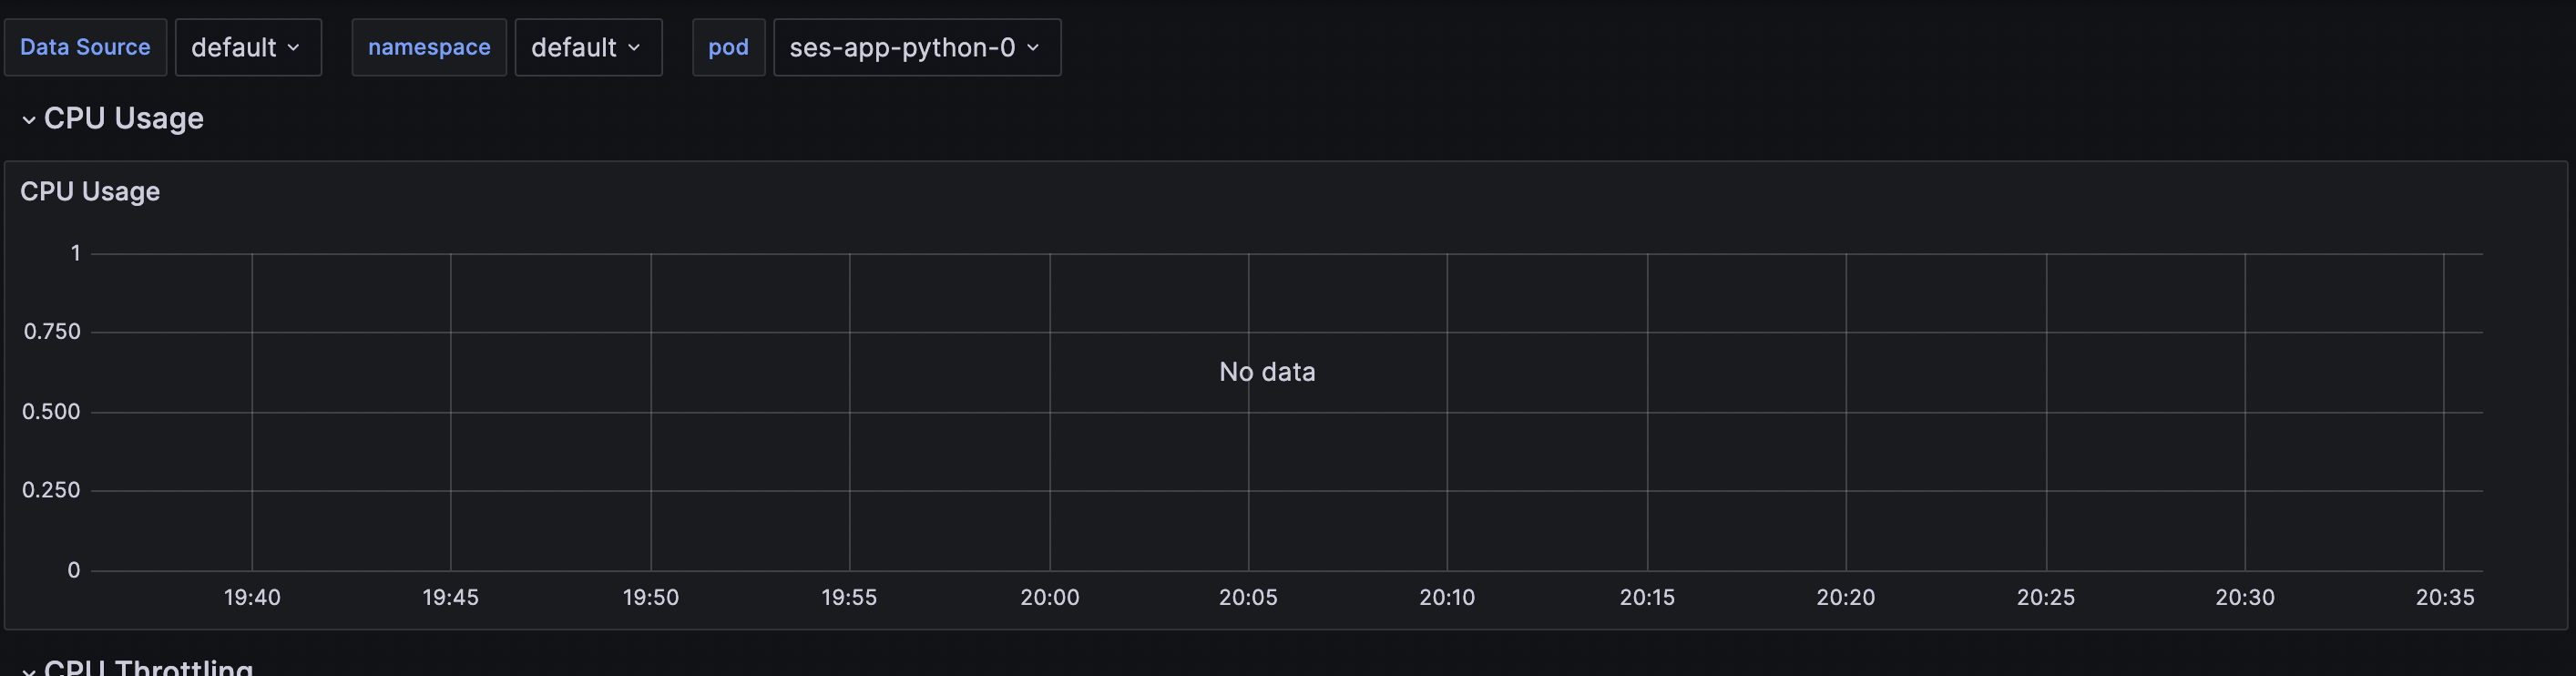 Data Source default namespace default pod ses-app-python-0
CPU Usage
CPU Usage
1
0.750
No data
0.500
0.250
0
19:40 19:45 19:50 19:55 20:00 20:05 20:10 20:15 20:20 20:25 20:30 20:35
CPU Throttling